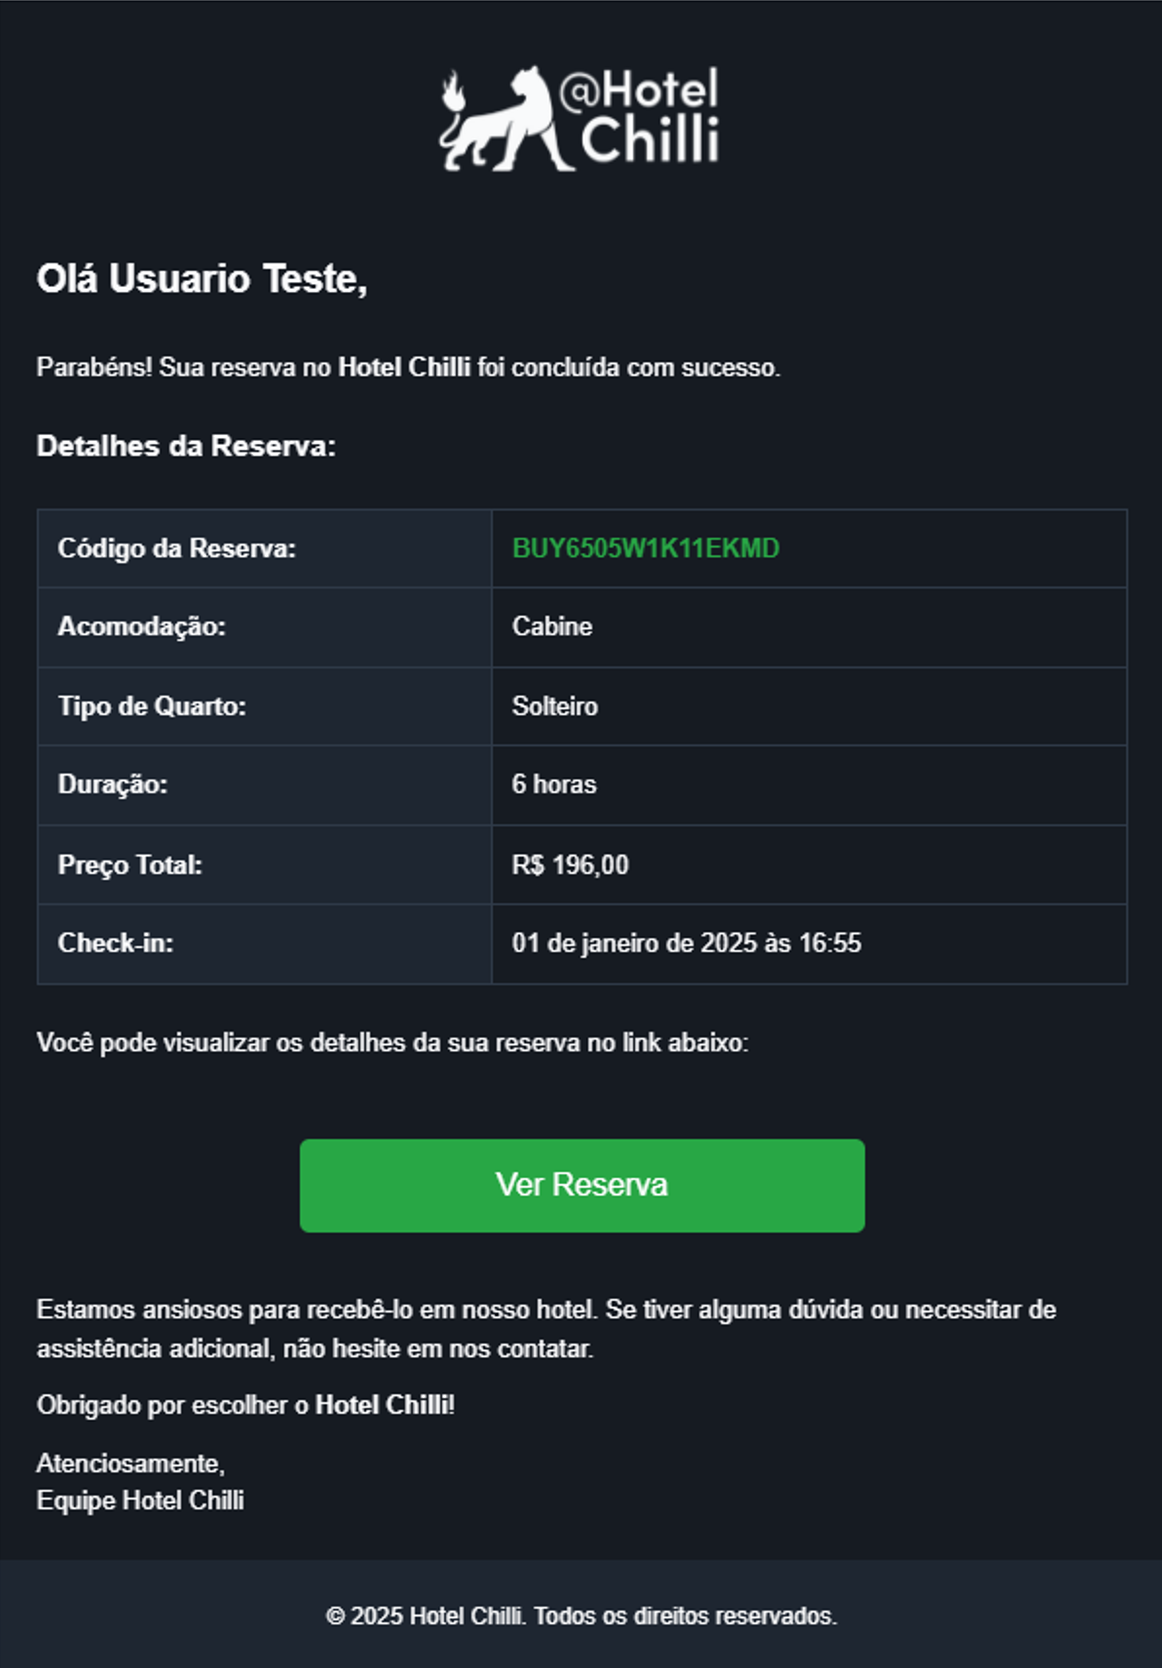 @Hotel
Chilli
Olá Usuario Teste,
Parabéns! Sua reserva no Hotel Chilli foi concluída com sucesso.
Detalhes da Reserva:
Código da Reserva: BUY6505W1K11EKMD
Acomodação: Cabine
Tipo de Quarto: Solteiro
Duração: 6 horas
Preço Total: R$ 196,00
Check-in: 01 de janeiro de 2025 às 16:55
Você pode visualizar os detalhes da sua reserva no link abaixo:
Ver Reserva
Estamos ansiosos para recebê-lo em nosso hotel. Se tiver alguma dúvida ou necessitar de
assistência adicional, não hesite em nos contatar.
Obrigado por escolher o Hotel Chilli!
Atenciosamente,
Equipe Hotel Chilli
© 2025 Hotel Chilli. Todos os direitos reservados.